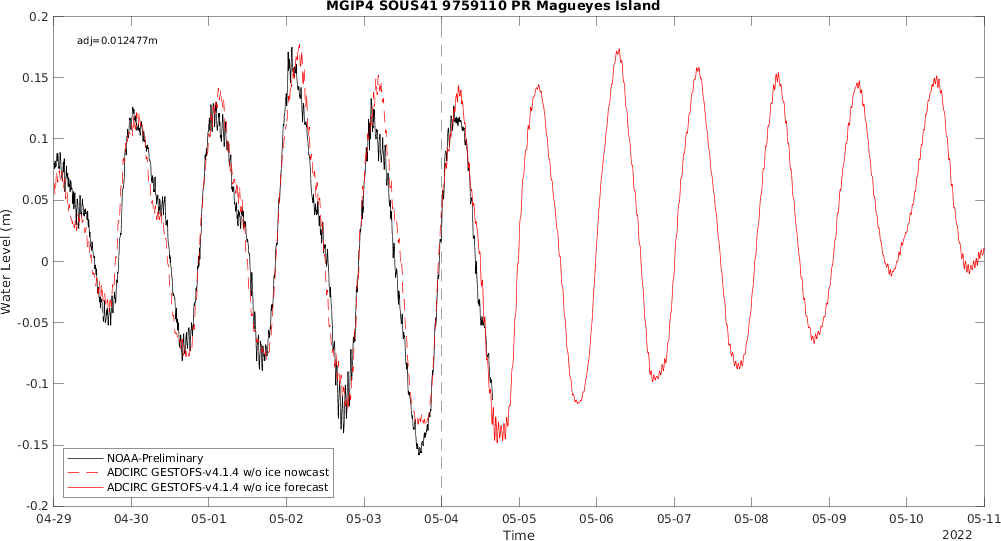 MGIP4 SOUS41 9759110 PR Magueyes Island
adj=0.012477m
0.2
0.15
0.1
0.05
0
-0.05
-0.1
-0.15
-0.2
Water Level (m)
NOAA-Preliminary
ADCIRC GESTOFS-v4.1.4 w/o ice nowcast
ADCIRC GESTOFS-v4.1.4 w/o ice forecast
04-29 04-30 05-01 05-02 05-03 05-04 05-05 05-06 05-07 05-08 05-09 05-10 05-11
Time
2022